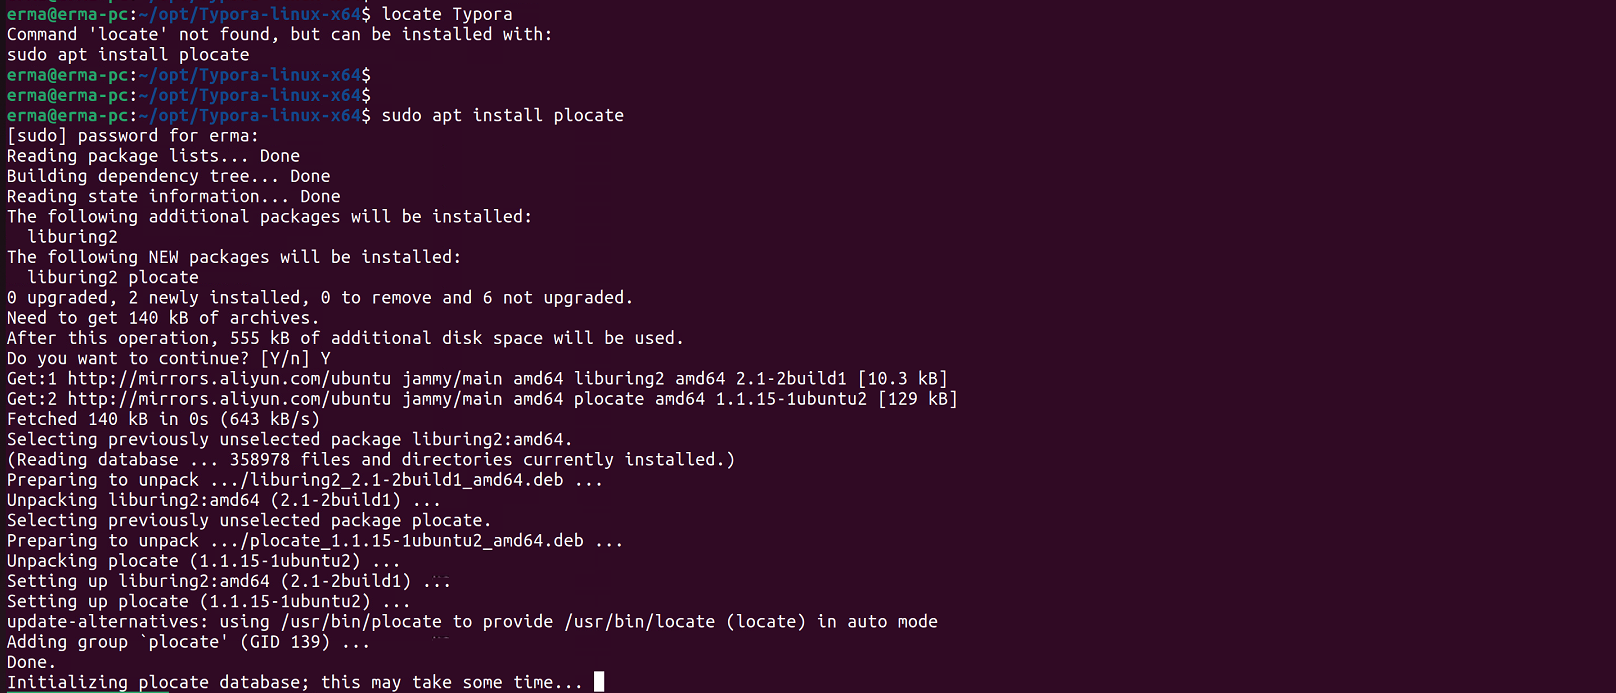 erma@erma-pc:~/opt/Typora-linux-x64$ locate Typora
Command 'locate' not found, but can be installed with:
sudo apt install plocate
erma@erma-pc:~/opt/Typora-linux-x64$
erma@erma-pc:~/opt/Typora-linux-x64$
erma@erma-pc:~/opt/Typora-linux-x64$ sudo apt install plocate
[sudo] password for erma:
Reading package lists... Done
Building dependency tree... Done
Reading state information... Done
The following additional packages will be installed:
  liburing2
The following NEW packages will be installed:
  liburing2 plocate
0 upgraded, 2 newly installed, 0 to remove and 6 not upgraded.
Need to get 140 kB of archives.
After this operation, 555 kB of additional disk space will be used.
Do you want to continue? [Y/n] Y
Get:1 http://mirrors.aliyun.com/ubuntu jammy/main amd64 liburing2 amd64 2.1-2build1 [10.3 kB]
Get:2 http://mirrors.aliyun.com/ubuntu jammy/main amd64 plocate amd64 1.1.15-1ubuntu2 [129 kB]
Fetched 140 kB in 0s (643 kB/s)
Selecting previously unselected package liburing2:amd64.
(Reading database ... 358978 files and directories currently installed.)
Preparing to unpack .../liburing2_2.1-2build1_amd64.deb ...
Unpacking liburing2:amd64 (2.1-2build1) ...
Selecting previously unselected package plocate.
Preparing to unpack .../plocate_1.1.15-1ubuntu2_amd64.deb ...
Unpacking plocate (1.1.15-1ubuntu2) ...
Setting up liburing2:amd64 (2.1-2build1) ...
Setting up plocate (1.1.15-1ubuntu2) ...
update-alternatives: using /usr/bin/plocate to provide /usr/bin/locate (locate) in auto mode
Adding group `plocate' (GID 139) ...
Done.
Initializing plocate database; this may take some time...